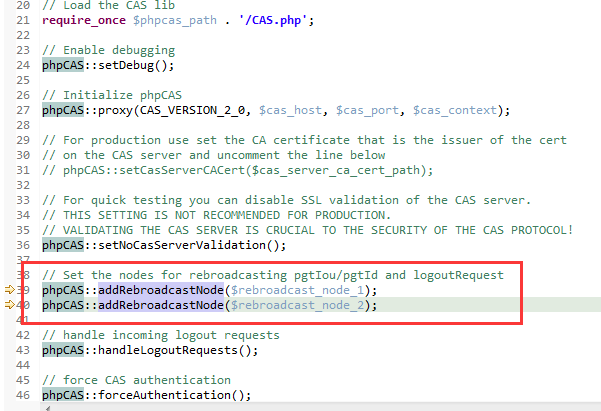 20 // Load the CAS lib
21 require_once $phpcas_path . '/CAS.php';
22
23 // Enable debugging
24 phpCAS::setDebug();
25
26 // Initialize phpCAS
27 phpCAS::proxy(CAS_VERSION_2_0, $cas_host, $cas_port, $cas_context);
28
29 // For production use set the CA certificate that is the issuer of the cert
30 // on the CAS server and uncomment the line below
31 // phpCAS::setCasServerCACert($cas_server_ca_cert_path);
32
33 // For quick testing you can disable SSL validation of the CAS server.
34 // THIS SETTING IS NOT RECOMMENDED FOR PRODUCTION.
35 // VALIDATING THE CAS SERVER IS CRUCIAL TO THE SECURITY OF THE CAS PROTOCOL!
36 phpCAS::setNoCasServerValidation();
37
38 // Set the nodes for rebroadcasting pgtIou/pgtId and logoutRequest
39 phpCAS::addRebroadcastNode($rebroadcast_node_1);
40 phpCAS::addRebroadcastNode($rebroadcast_node_2);
41
42 // handle incoming logout requests
43 phpCAS::handleLogoutRequests();
44
45 // force CAS authentication
46 phpCAS::forceAuthentication();